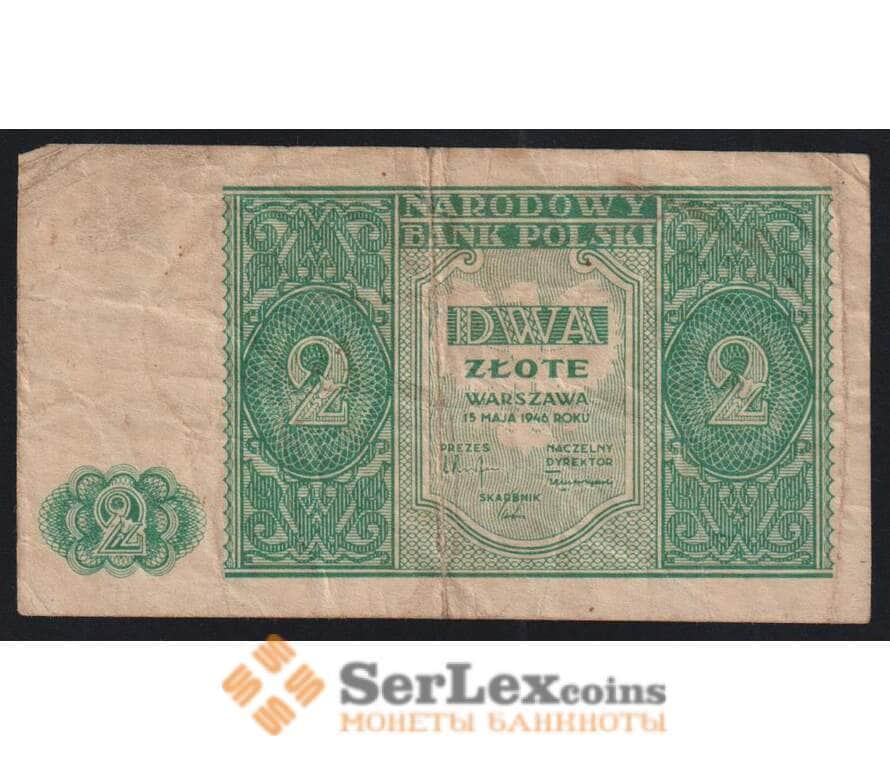 NARODOWY
BANK POLSKI
DWA
ZŁOTE
WARSZAWA
15 MAJA 1946 ROKU
PREZES NACZELNY
DYREKTOR
SKARBNIK
2
2
2
SerLexcoins
МОНЕТЫ БАНКНОТЫ